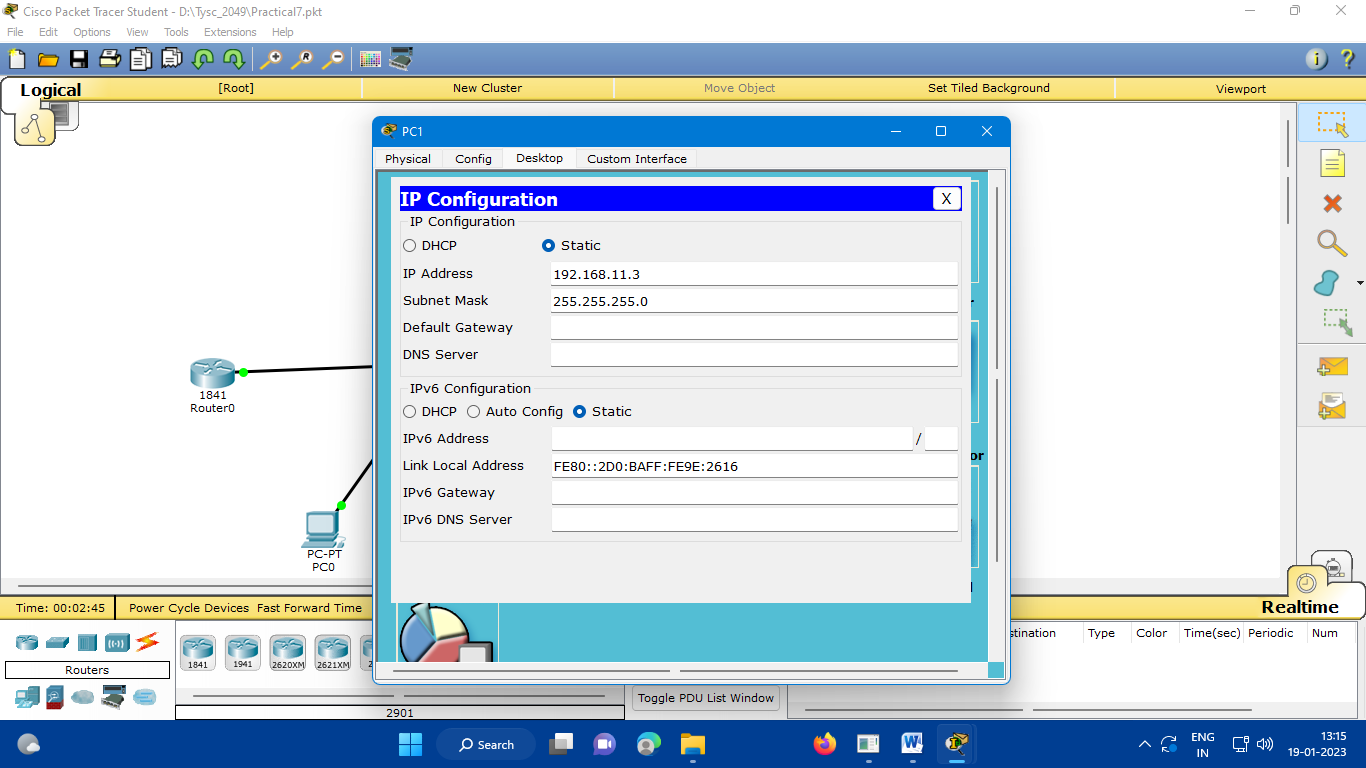 Cisco Packet Tracer Student - D:\Tysc_2049\Practical7.pkt
File Edit Options View Tools Extensions Help
Logical [Root] New Cluster Move Object Set Tiled Background Viewport
PC1
Physical Config Desktop Custom Interface
IP Configuration X
IP Configuration
DHCP Static
IP Address 192.168.11.3
Subnet Mask 255.255.255.0
Default Gateway
DNS Server
IPv6 Configuration
DHCP Auto Config Static
IPv6 Address /
Link Local Address FE80::2D0:BAFF:FE9E:2616
IPv6 Gateway
IPv6 DNS Server
1841
Router0
PC-PT
PC0
or
Time: 00:02:45 Power Cycle Devices Fast Forward Time Realtime
Routers
1841 1941 2620XM 2621XM
2901
Toggle PDU List Window
stination Type Color Time(sec) Periodic Num
Search
ENG
IN
13:15
19-01-2023